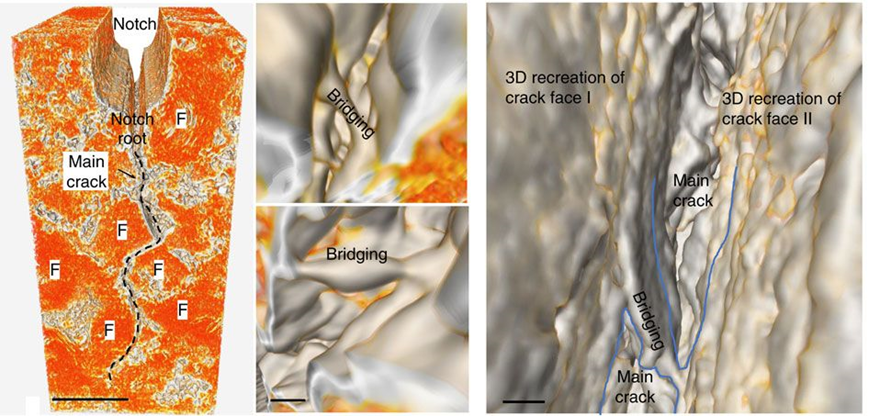 Notch
F
Notch
root
Main
crack
F
F
F
F
F
Bridging
Bridging
3D recreation of
crack face I
3D recreation of
crack face II
Main
crack
Bridging
Main
crack